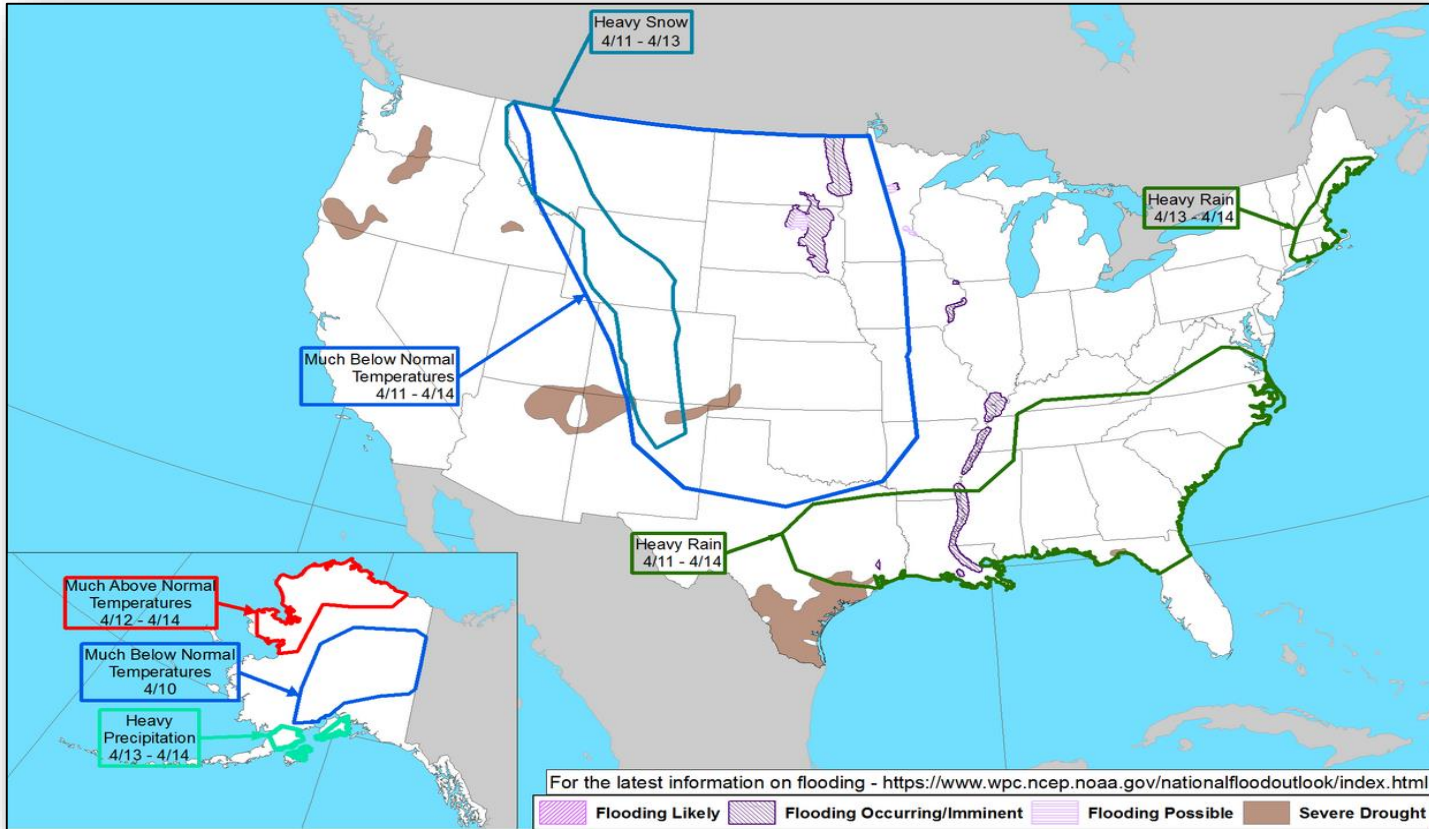 Heavy Snow
4/11 - 4/13
Heavy Rain
4/13 - 4/14
Much Below Normal
Temperatures
4/11 - 4/14
Heavy Rain
4/11 - 4/14
Much Above Normal
Temperatures
4/12 - 4/14
Much Below Normal
Temperatures
4/10
Heavy
Precipitation
4/13 - 4/14
For the latest information on flooding - https://www.wpc.ncep.noaa.gov/nationalfloodoutlook/index.html
Flooding Likely
Flooding Occurring/Imminent
Flooding Possible
Severe Drought